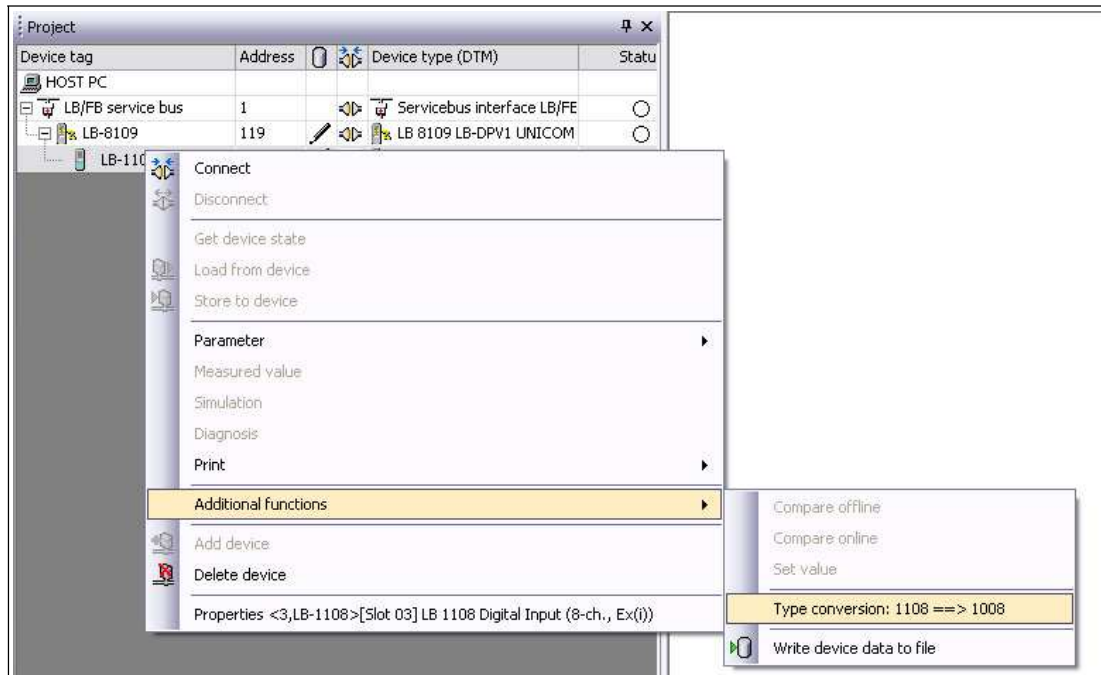 Project
Device tag Address Device type (DTM) Statu
HOST PC
LB/FB service bus 1 Servicebus interface LB/FE
LB-8109 119 LB 8109 LB-DPV1 UNICOM
LB-110
Connect
Disconnect
Get device state
Load from device
Store to device
Parameter
Measured value
Simulation
Diagnosis
Print
Additional functions
Add device
Delete device
Properties <3,LB-1108>[Slot 03] LB 1108 Digital Input (8-ch., Ex(i))
Compare offline
Compare online
Set value
Type conversion: 1108 ==> 1008
Write device data to file